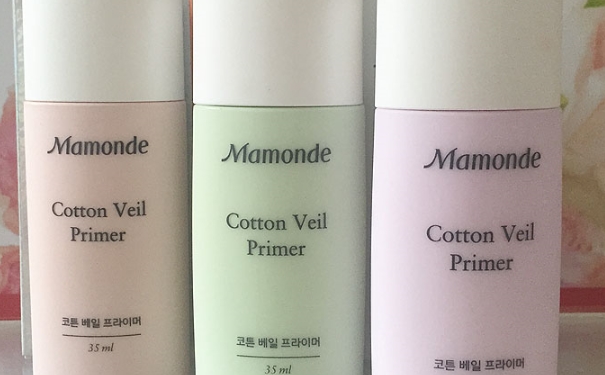 Mamonde
Cotton Veil
Primer
코튼 베일 프라이머
35 ml
Mamonde
Cotton Veil
Primer
코튼 베일 프라이머
35 ml
Mamonde
Cotton Veil
Primer
코튼 베일 프라이머